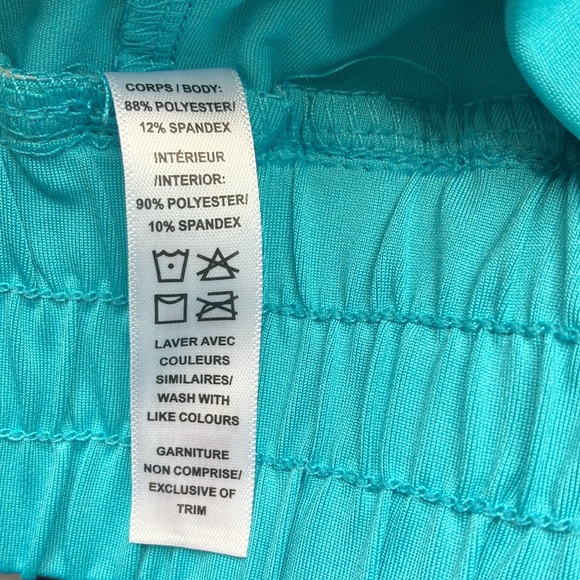 CORPS / BODY:
88% POLYESTER/
12% SPANDEX
INTÉRIEUR
/INTERIOR:
90% POLYESTER/
10% SPANDEX
LAVER AVEC
COULEURS
SIMILAIRES/
WASH WITH
LIKE COLOURS
GARNITURE
NON COMPRISE/
EXCLUSIVE OF
TRIM